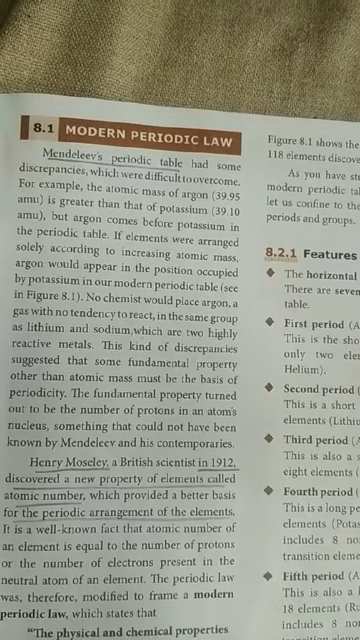 8.1 MODERN PERIODIC LAW
Mendeleev's periodic table had some
discrepancies, which were difficult to overcome.
For example, the atomic mass of argon (39.95
amu) is greater than that of potassium (39.10
amu), but argon comes before potassium in
the periodic table. If elements were arranged
solely according to increasing atomic mass,
argon would appear in the position occupied
by potassium in our modern periodic table (see
in Figure 8.1). No chemist would place argon, a
gas with no tendency to react, in the same group
as lithium and sodium, which are two highly
reactive metals. This kind of discrepancies
suggested that some fundamental property
other than atomic mass must be the basis of
periodicity. The fundamental property turned
out to be the number of protons in an atom's
nucleus, something that could not have been
known by Mendeleev and his contemporaries.
Henry Moseley, a British scientist in 1912,
discovered a new property of elements called
atomic number, which provided a better basis
for the periodic arrangement of the elements.
It is a well-known fact that atomic number of
an element is equal to the number of protons
or the number of electrons present in the
neutral atom of an element. The periodic law
was, therefore, modified to frame a modern
periodic law, which states that
"The physical and chemical properties
Figure 8.1 shows the
118 elements discove
As you have stu
modern periodic ta
let us confine to the
periods and groups.
8.2.1 Features
◆ The horizontal
There are seven
table.
◆ First period (A
This is the sho
only two eler
Helium).
◆ Second period (
This is a short
elements (Lithiu
◆ Third period (A
This is also a s
eight elements (
◆ Fourth period (
This is a long pe
elements (Potas
includes 8 no
transition eleme
◆ Fifth period (A
This is also a l
18 elements (Ru
includes 8 nor